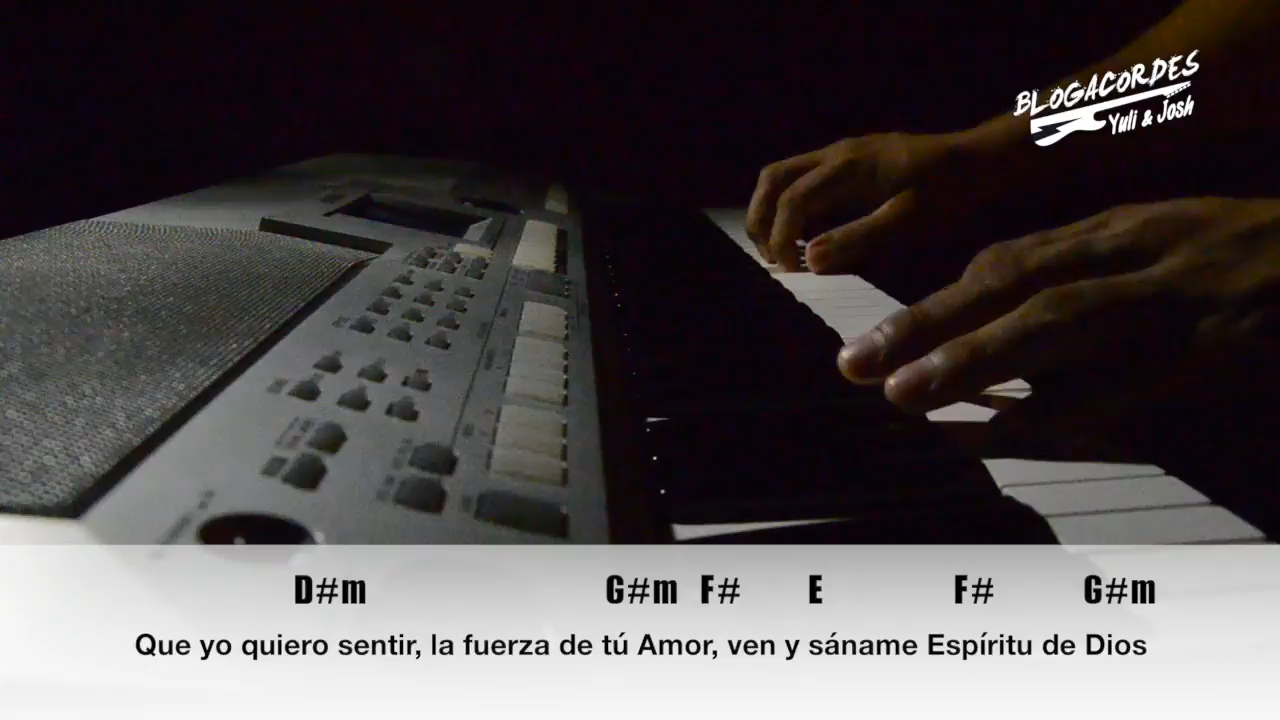 BLOGACORDES
Yuli & Josh
D#m G#m F# E F# G#m
Que yo quiero sentir, la fuerza de tú Amor, ven y sáname Espíritu de Dios